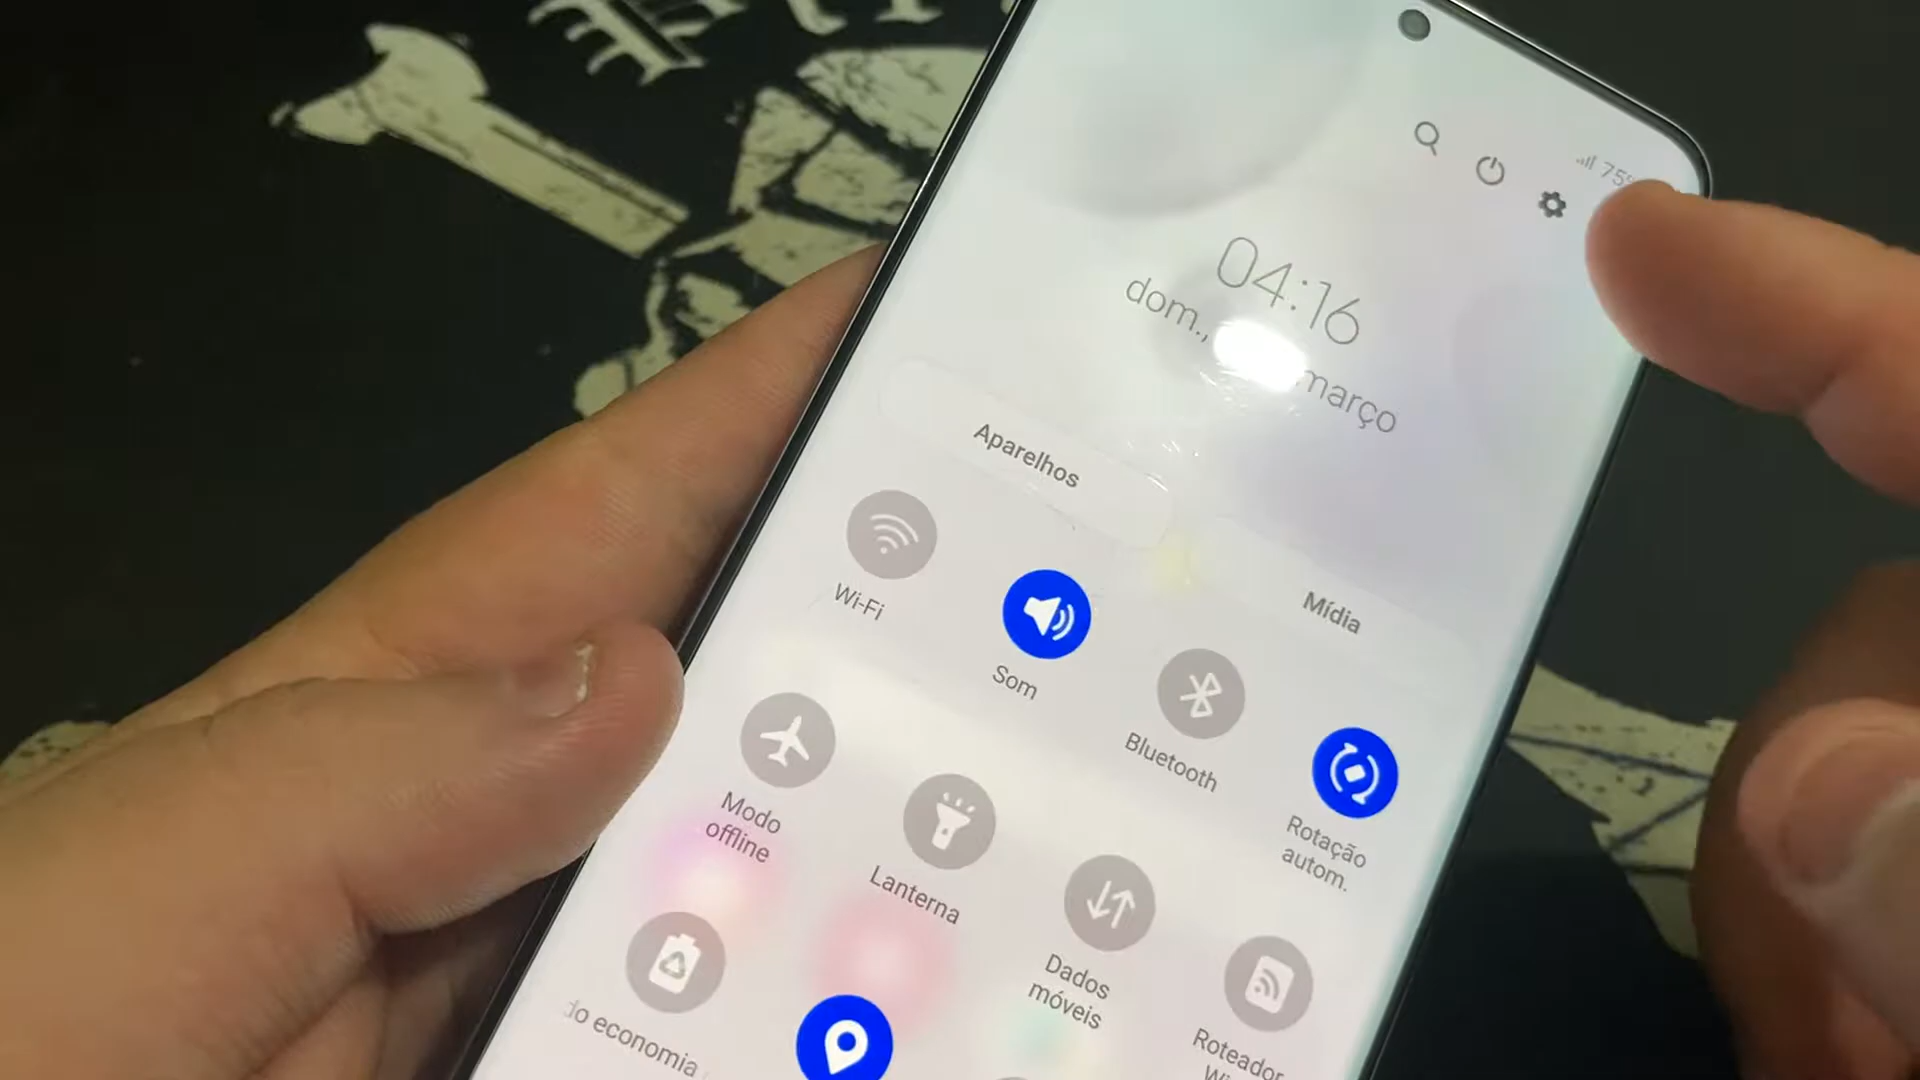 75%
04:16
dom., março
Aparelhos
Mídia
Wi-Fi
Som
Bluetooth
Rotação
autom.
Modo
offline
Lanterna
Dados
móveis
Roteador
economia